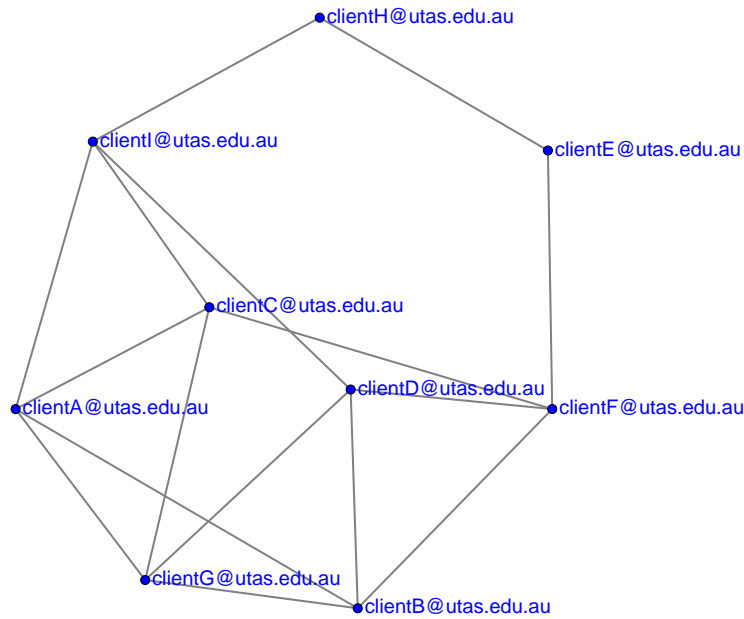 clientH@utas.edu.au
clientI@utas.edu.au
clientE@utas.edu.au
clientC@utas.edu.au
clientD@utas.edu.au
clientA@utas.edu.au
clientF@utas.edu.au
clientG@utas.edu.au
clientB@utas.edu.au